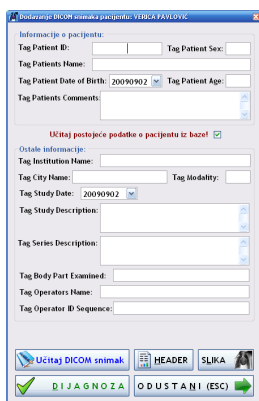 Dodavanje DICOM snimaka pacijentu: VERICA PAVLOVIĆ
Informacije o pacijentu:
Tag Patient ID: Tag Patient Sex:
Tag Patients Name:
Tag Patient Date of Birth: 20090902 Tag Patient Age:
Tag Patients Comments:
Učitaj postojeće podatke o pacijentu iz baze!
Ostale informacije:
Tag Institution Name:
Tag City Name: Tag Modality:
Tag Study Date: 20090902
Tag Study Description:
Tag Series Description:
Tag Body Part Examined:
Tag Operators Name:
Tag Operator ID Sequence:
Učitaj DICOM snimak HEADER SLIKA
DIJAGNOZA ODUSTANI (ESC)